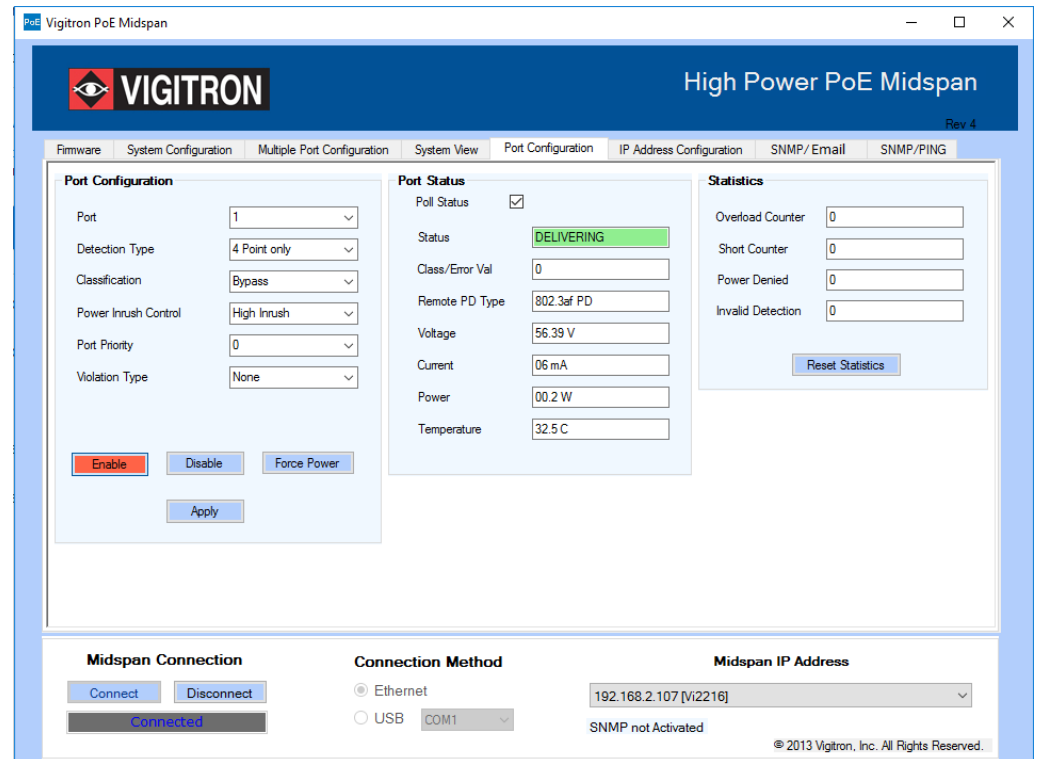 PoE Vigitron PoE Midspan
VIGITRON
High Power PoE Midspan
Rev 4
Firmware System Configuration Multiple Port Configuration System View Port Configuration IP Address Configuration SNMP/Email SNMP/PING
Port Configuration
Port 1
Detection Type 4 Point only
Classification Bypass
Power Inrush Control High Inrush
Port Priority 0
Violation Type None
Enable Disable Force Power
Apply
Port Status
Poll Status
Status DELIVERING
Class/Error Val 0
Remote PD Type 802.3af PD
Voltage 56.39 V
Current 06 mA
Power 00.2 W
Temperature 32.5 C
Statistics
Overload Counter 0
Short Counter 0
Power Denied 0
Invalid Detection 0
Reset Statistics
Midspan Connection
Connect Disconnect
Connected
Connection Method
Ethernet
USB COM1
Midspan IP Address
192.168.2.107 [Vi2216]
SNMP not Activated
© 2013 Vigitron, Inc. All Rights Reserved.